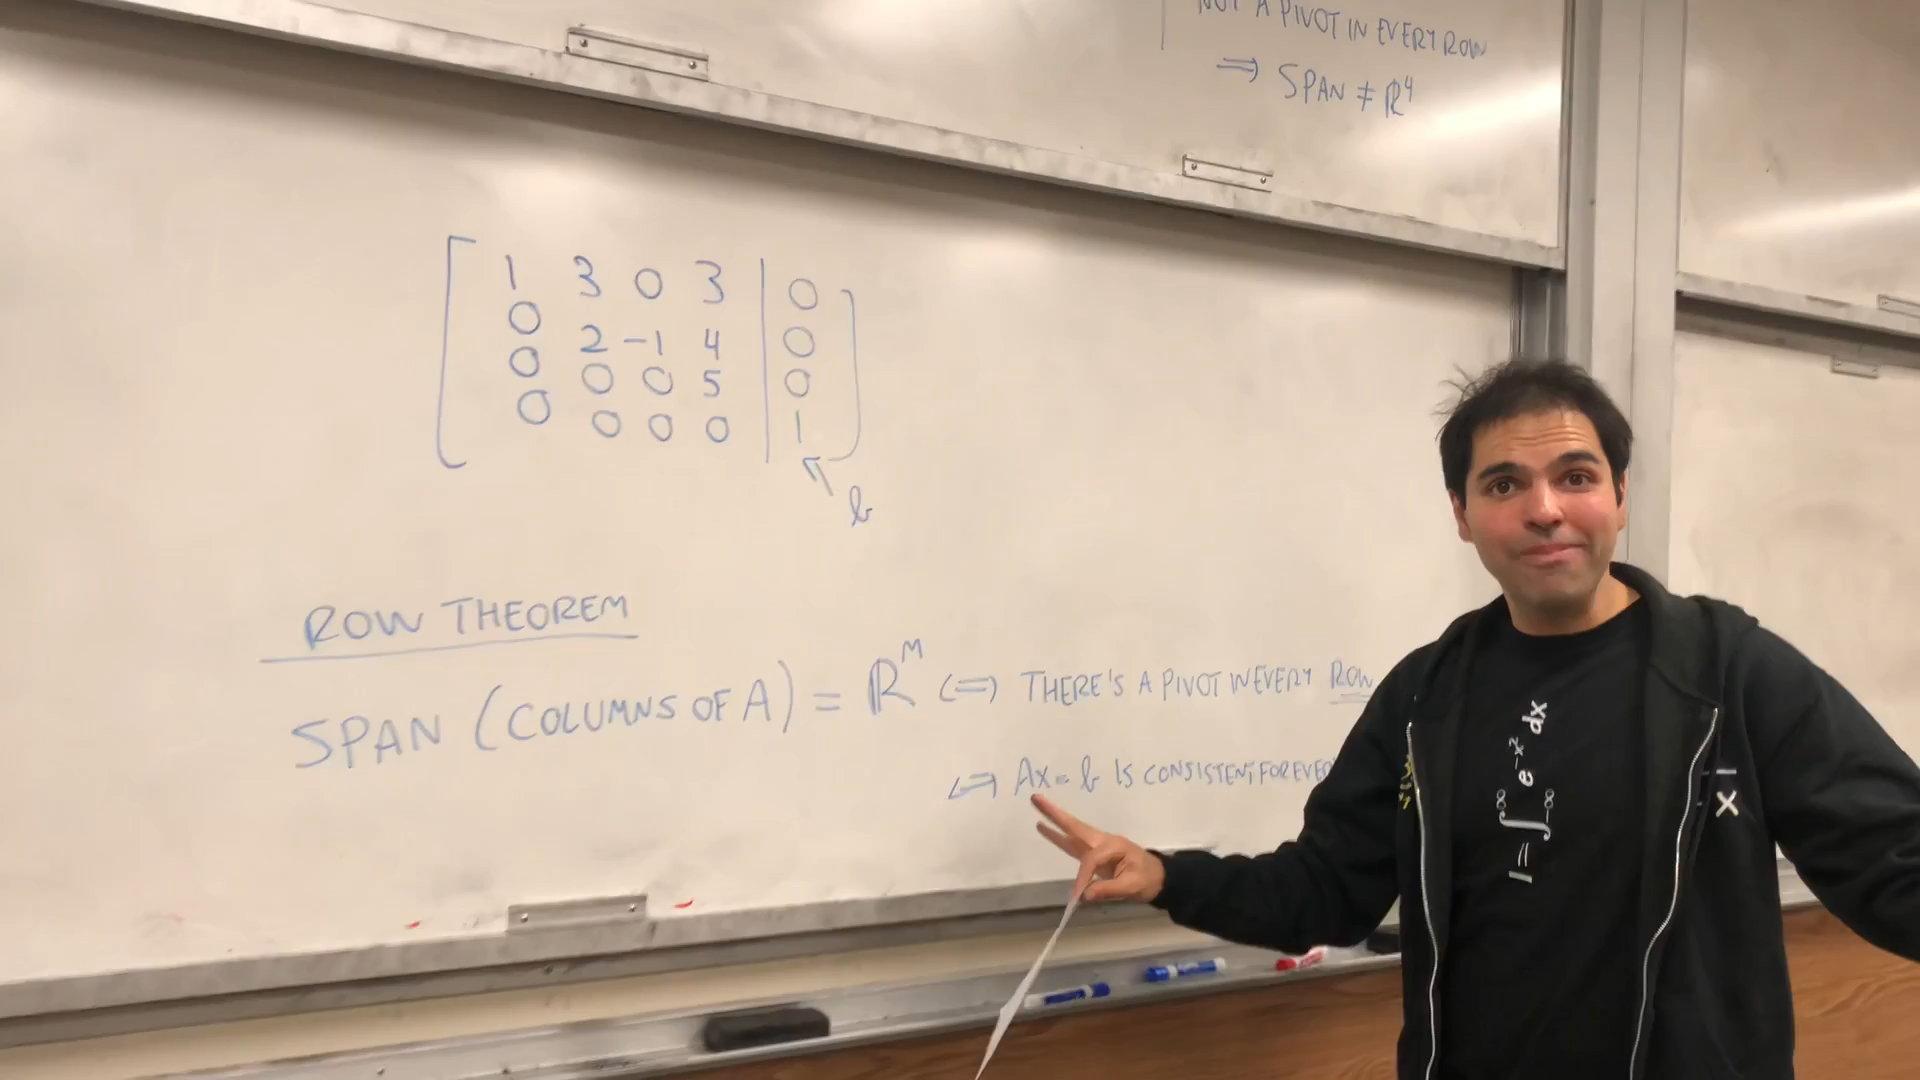 NOT A PIVOT IN EVERY ROW
⇒ SPAN ≠ ℝ⁴
1 3 0 3 | 0
0 2 -1 4 | 0
0 0 0 5 | 0
0 0 0 0 | 1
b
ROW THEOREM
SPAN (COLUMNS OF A) = ℝᴹ ⇔ THERE'S A PIVOT IN EVERY ROW
⇔ Ax = b IS CONSISTENT FOR EVER
1 = ∫_{-∞}^{∞} e^{-x²} dx
X